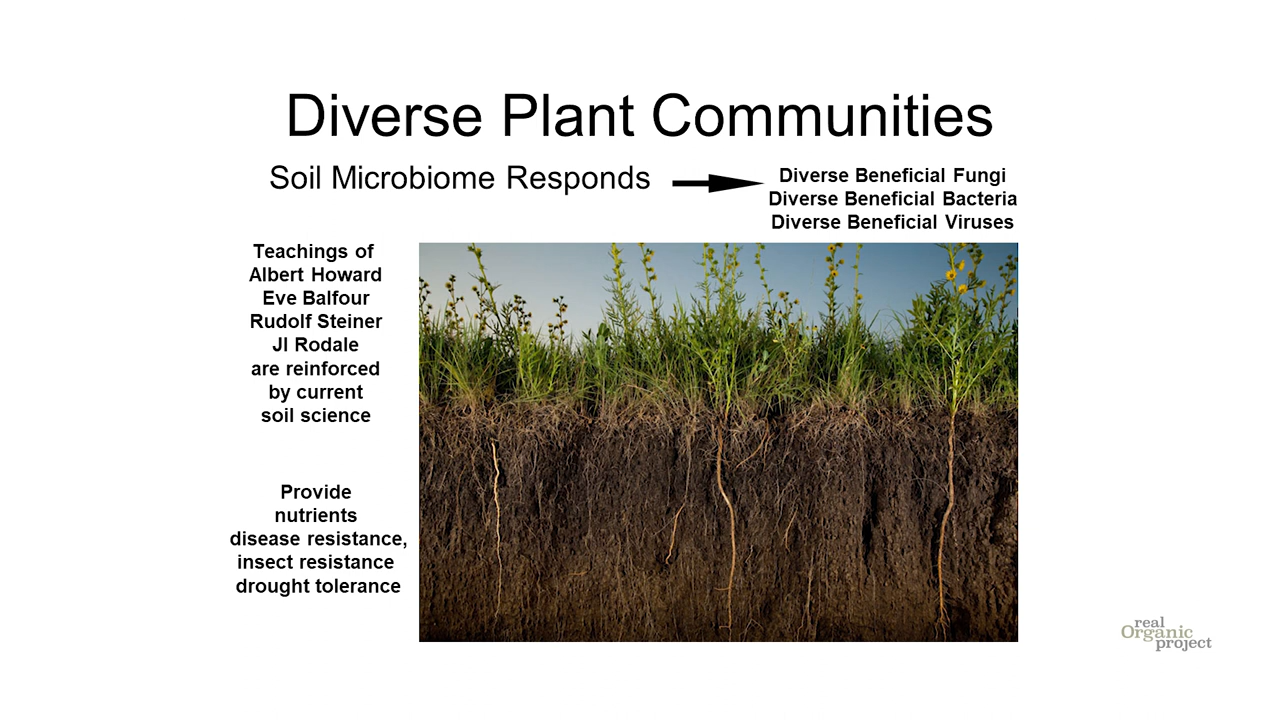 Diverse Plant Communities
Soil Microbiome Responds
Diverse Beneficial Fungi
Diverse Beneficial Bacteria
Diverse Beneficial Viruses
Teachings of
Albert Howard
Eve Balfour
Rudolf Steiner
JI Rodale
are reinforced
by current
soil science
Provide
nutrients
disease resistance,
insect resistance
drought tolerance
real
Organic
project